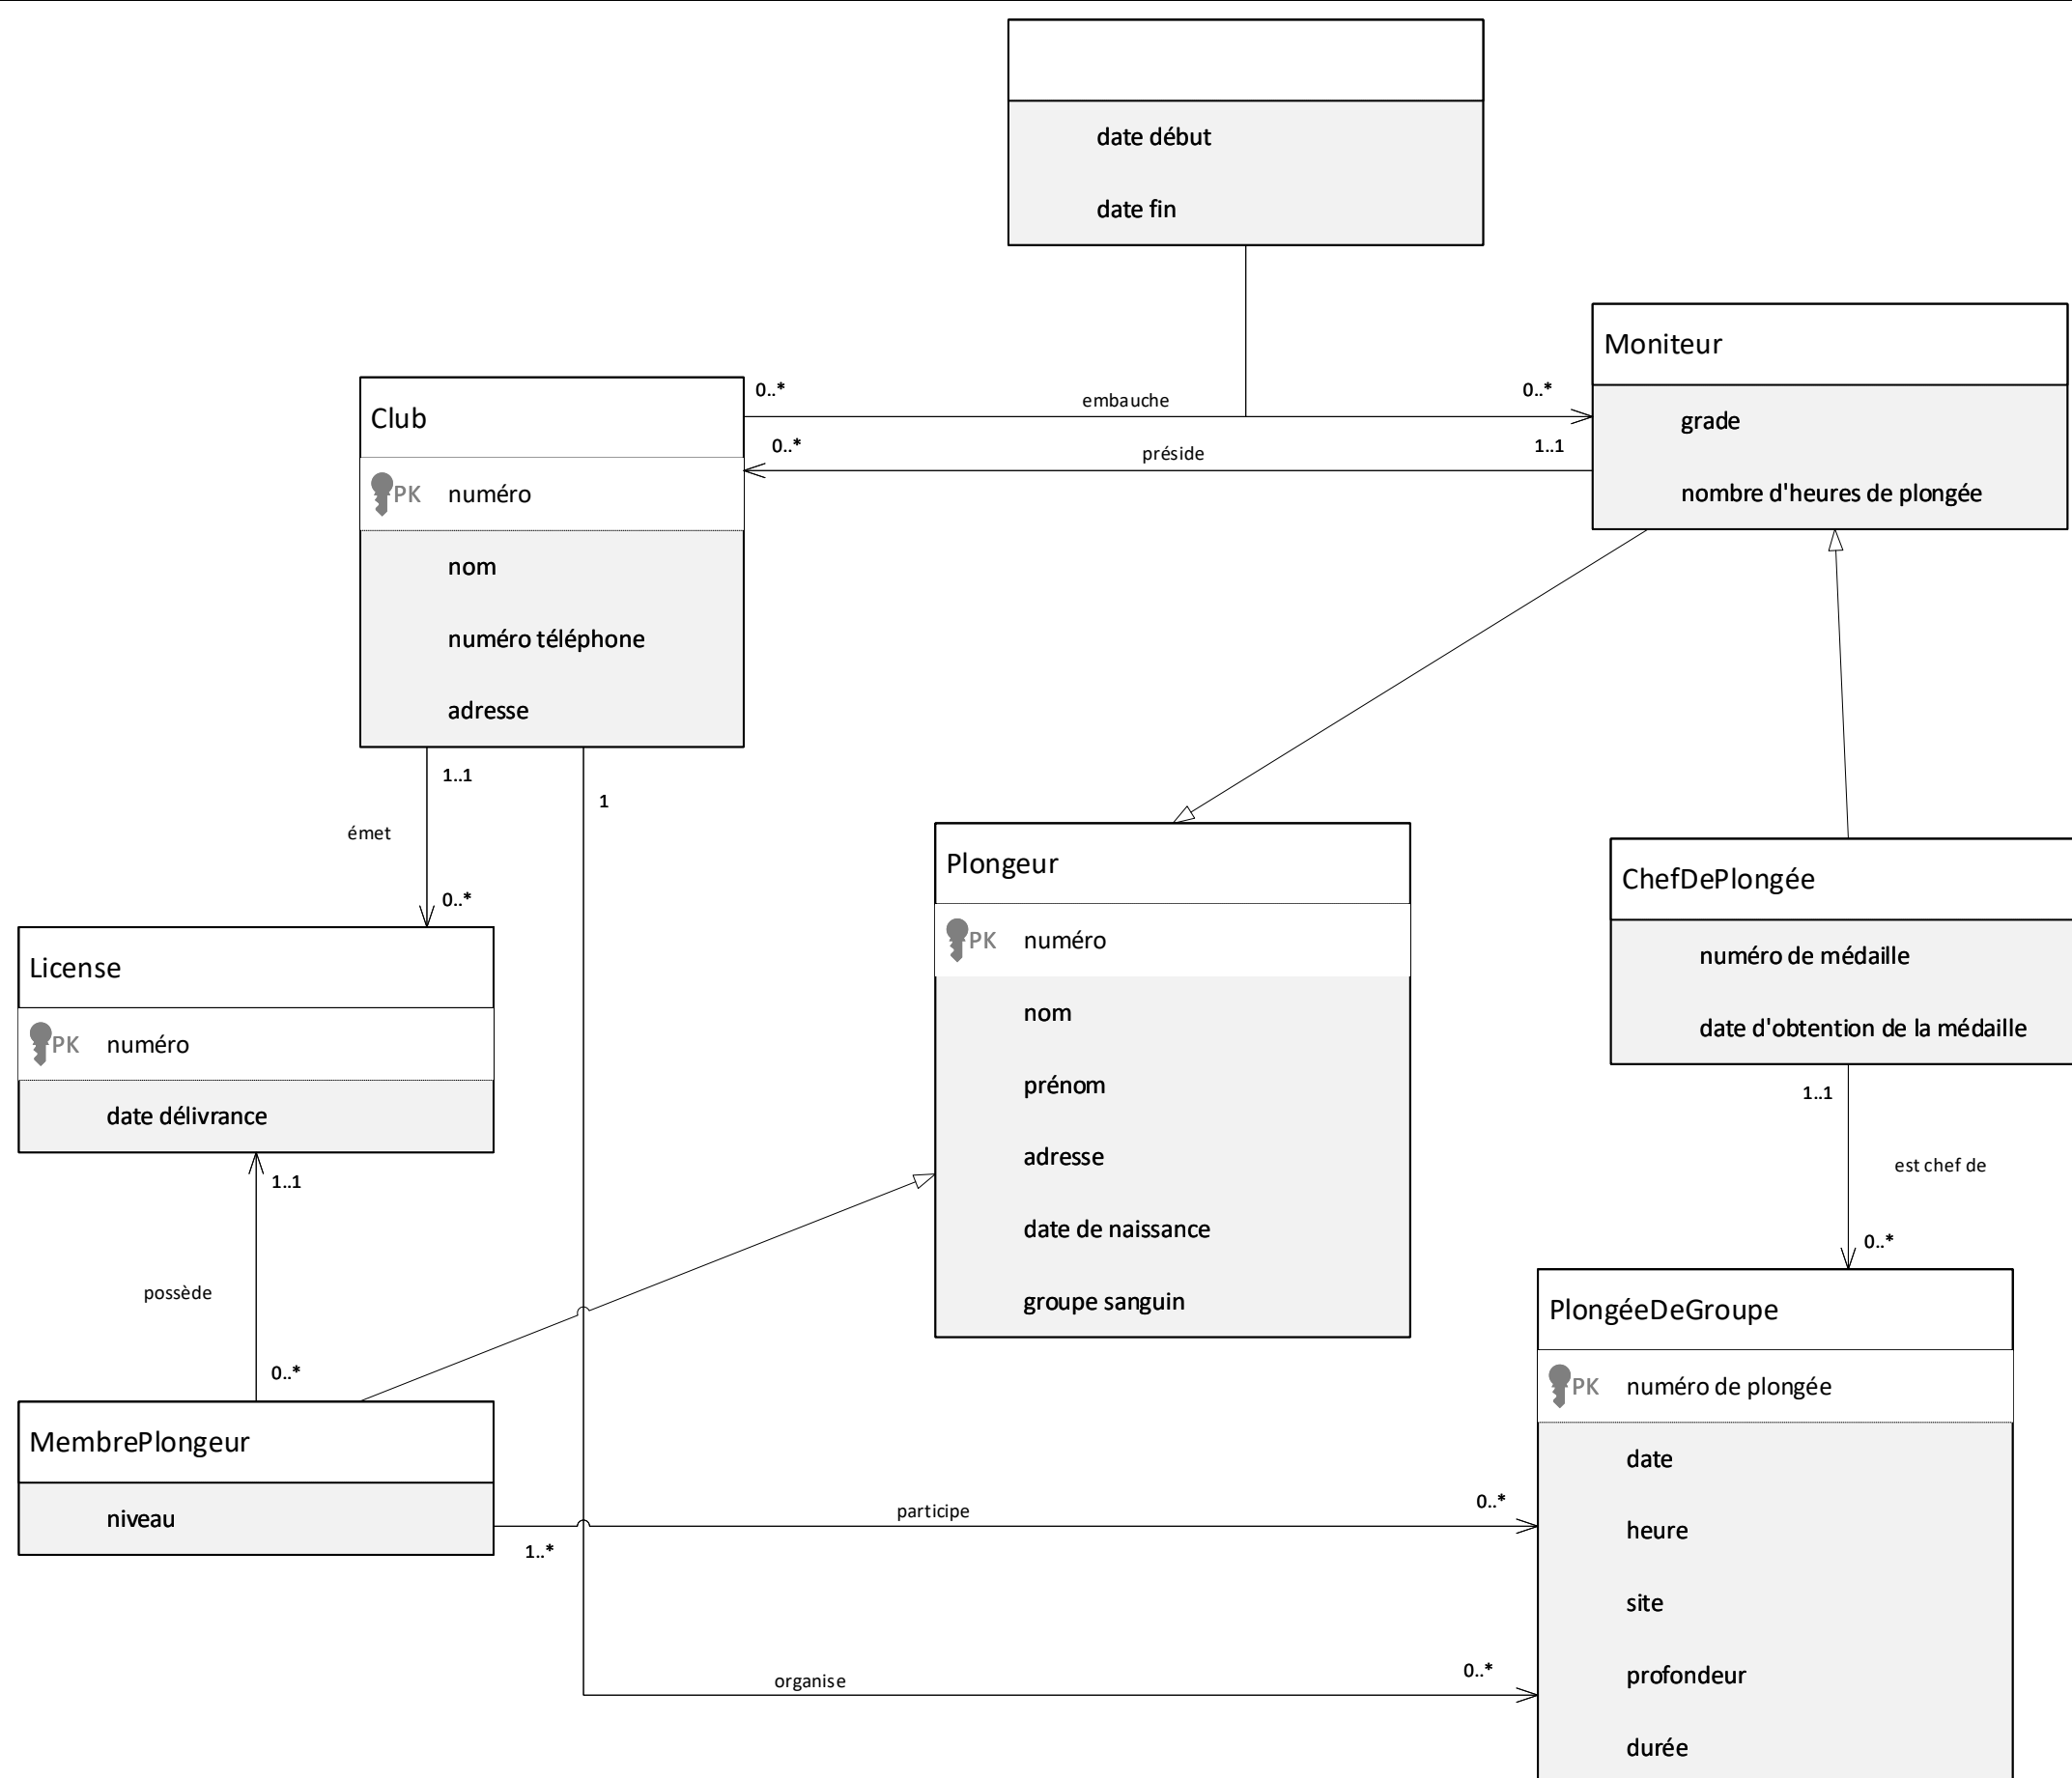 date début
date fin
Moniteur
grade
nombre d'heures de plongée
0..*
embauche
0..*
0..*
préside
1..1
Club
PK numéro
nom
numéro téléphone
adresse
1..1
1
émet
0..*
License
PK numéro
date délivrance
1..1
possède
0..*
MembrePlongeur
niveau
1..*
participe
0..*
organise
0..*
Plongeur
PK numéro
nom
prénom
adresse
date de naissance
groupe sanguin
ChefDePlongée
numéro de médaille
date d'obtention de la médaille
1..1
est chef de
0..*
PlongéeDeGroupe
PK numéro de plongée
date
heure
site
profondeur
durée